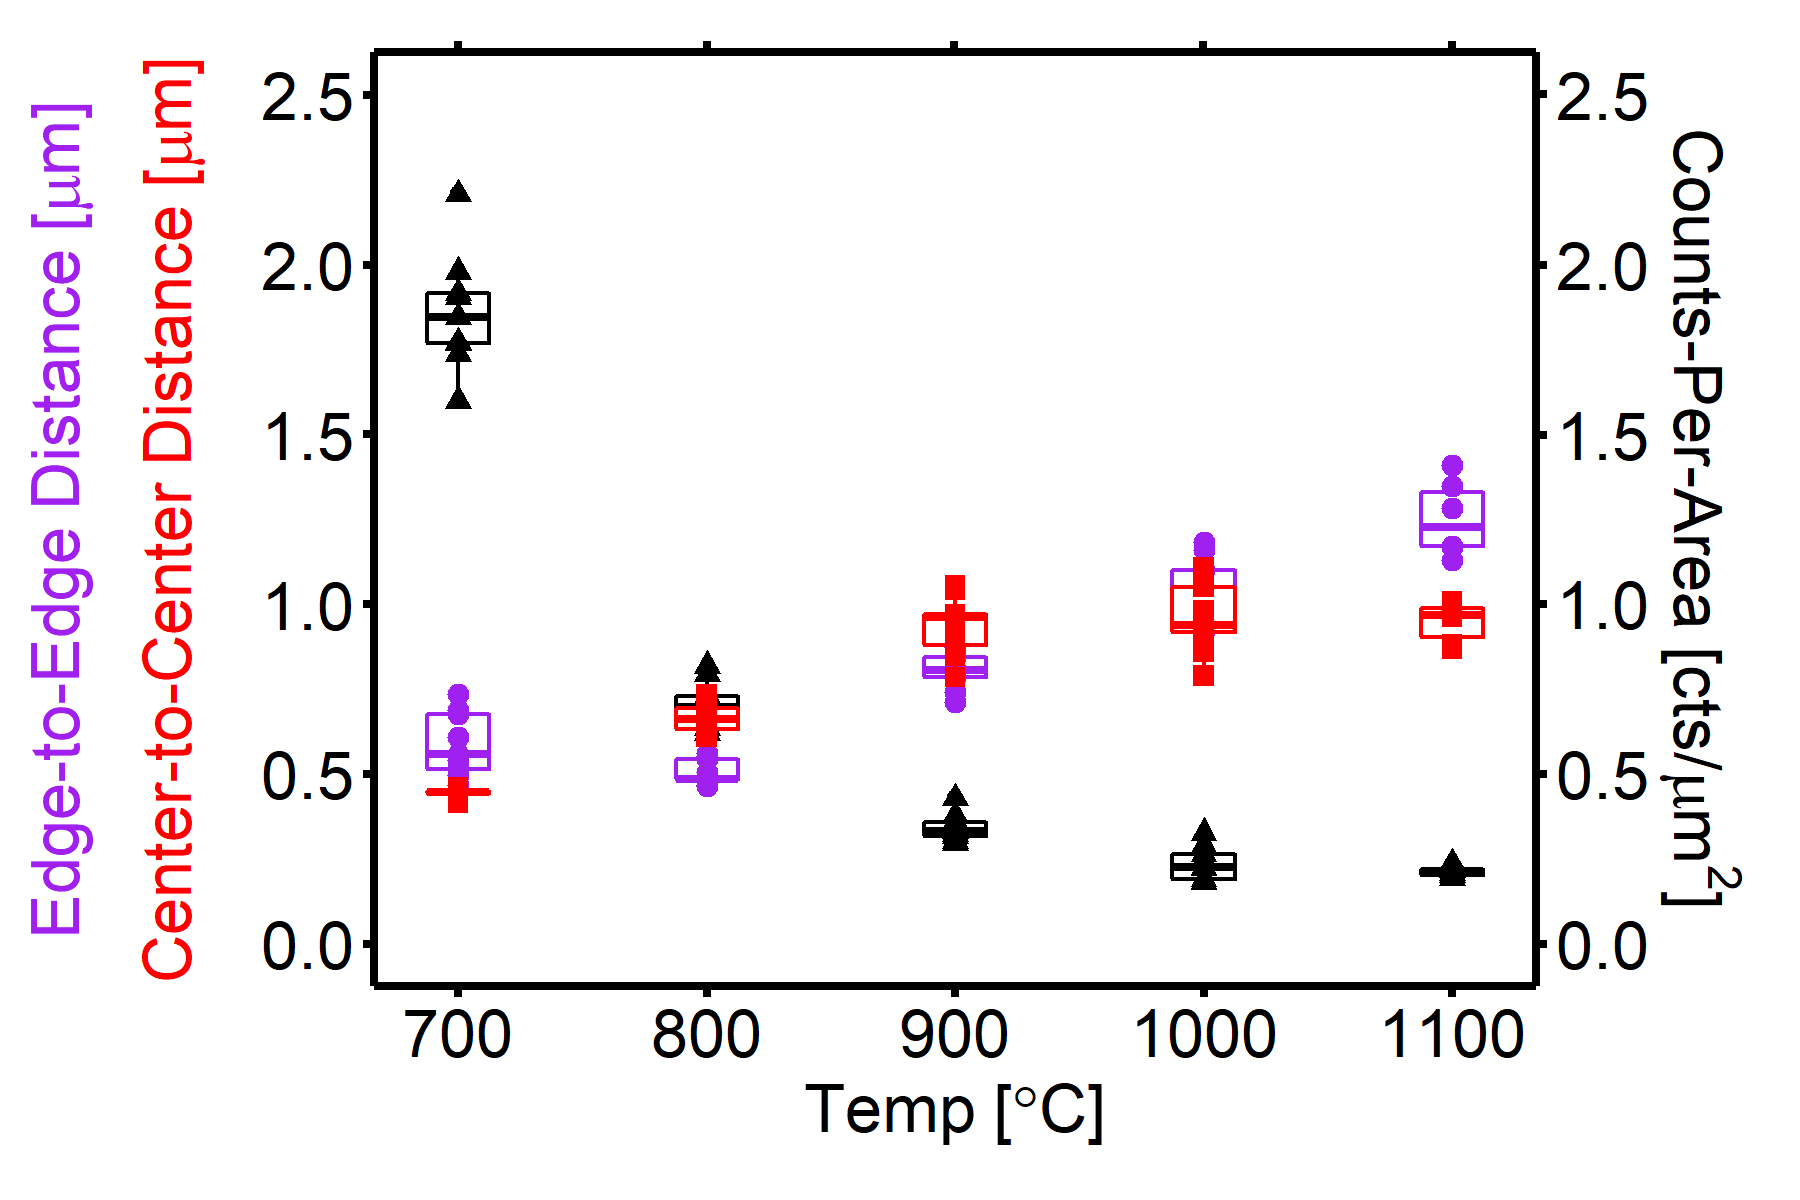 Edge-to-Edge Distance [μm]
Center-to-Center Distance [μm]
2.5
2.0
1.5
1.0
0.5
0.0
2.5
2.0
1.5
1.0
0.5
0.0
Counts-Per-Area [cts/μm²]
700 800 900 1000 1100
Temp [°C]